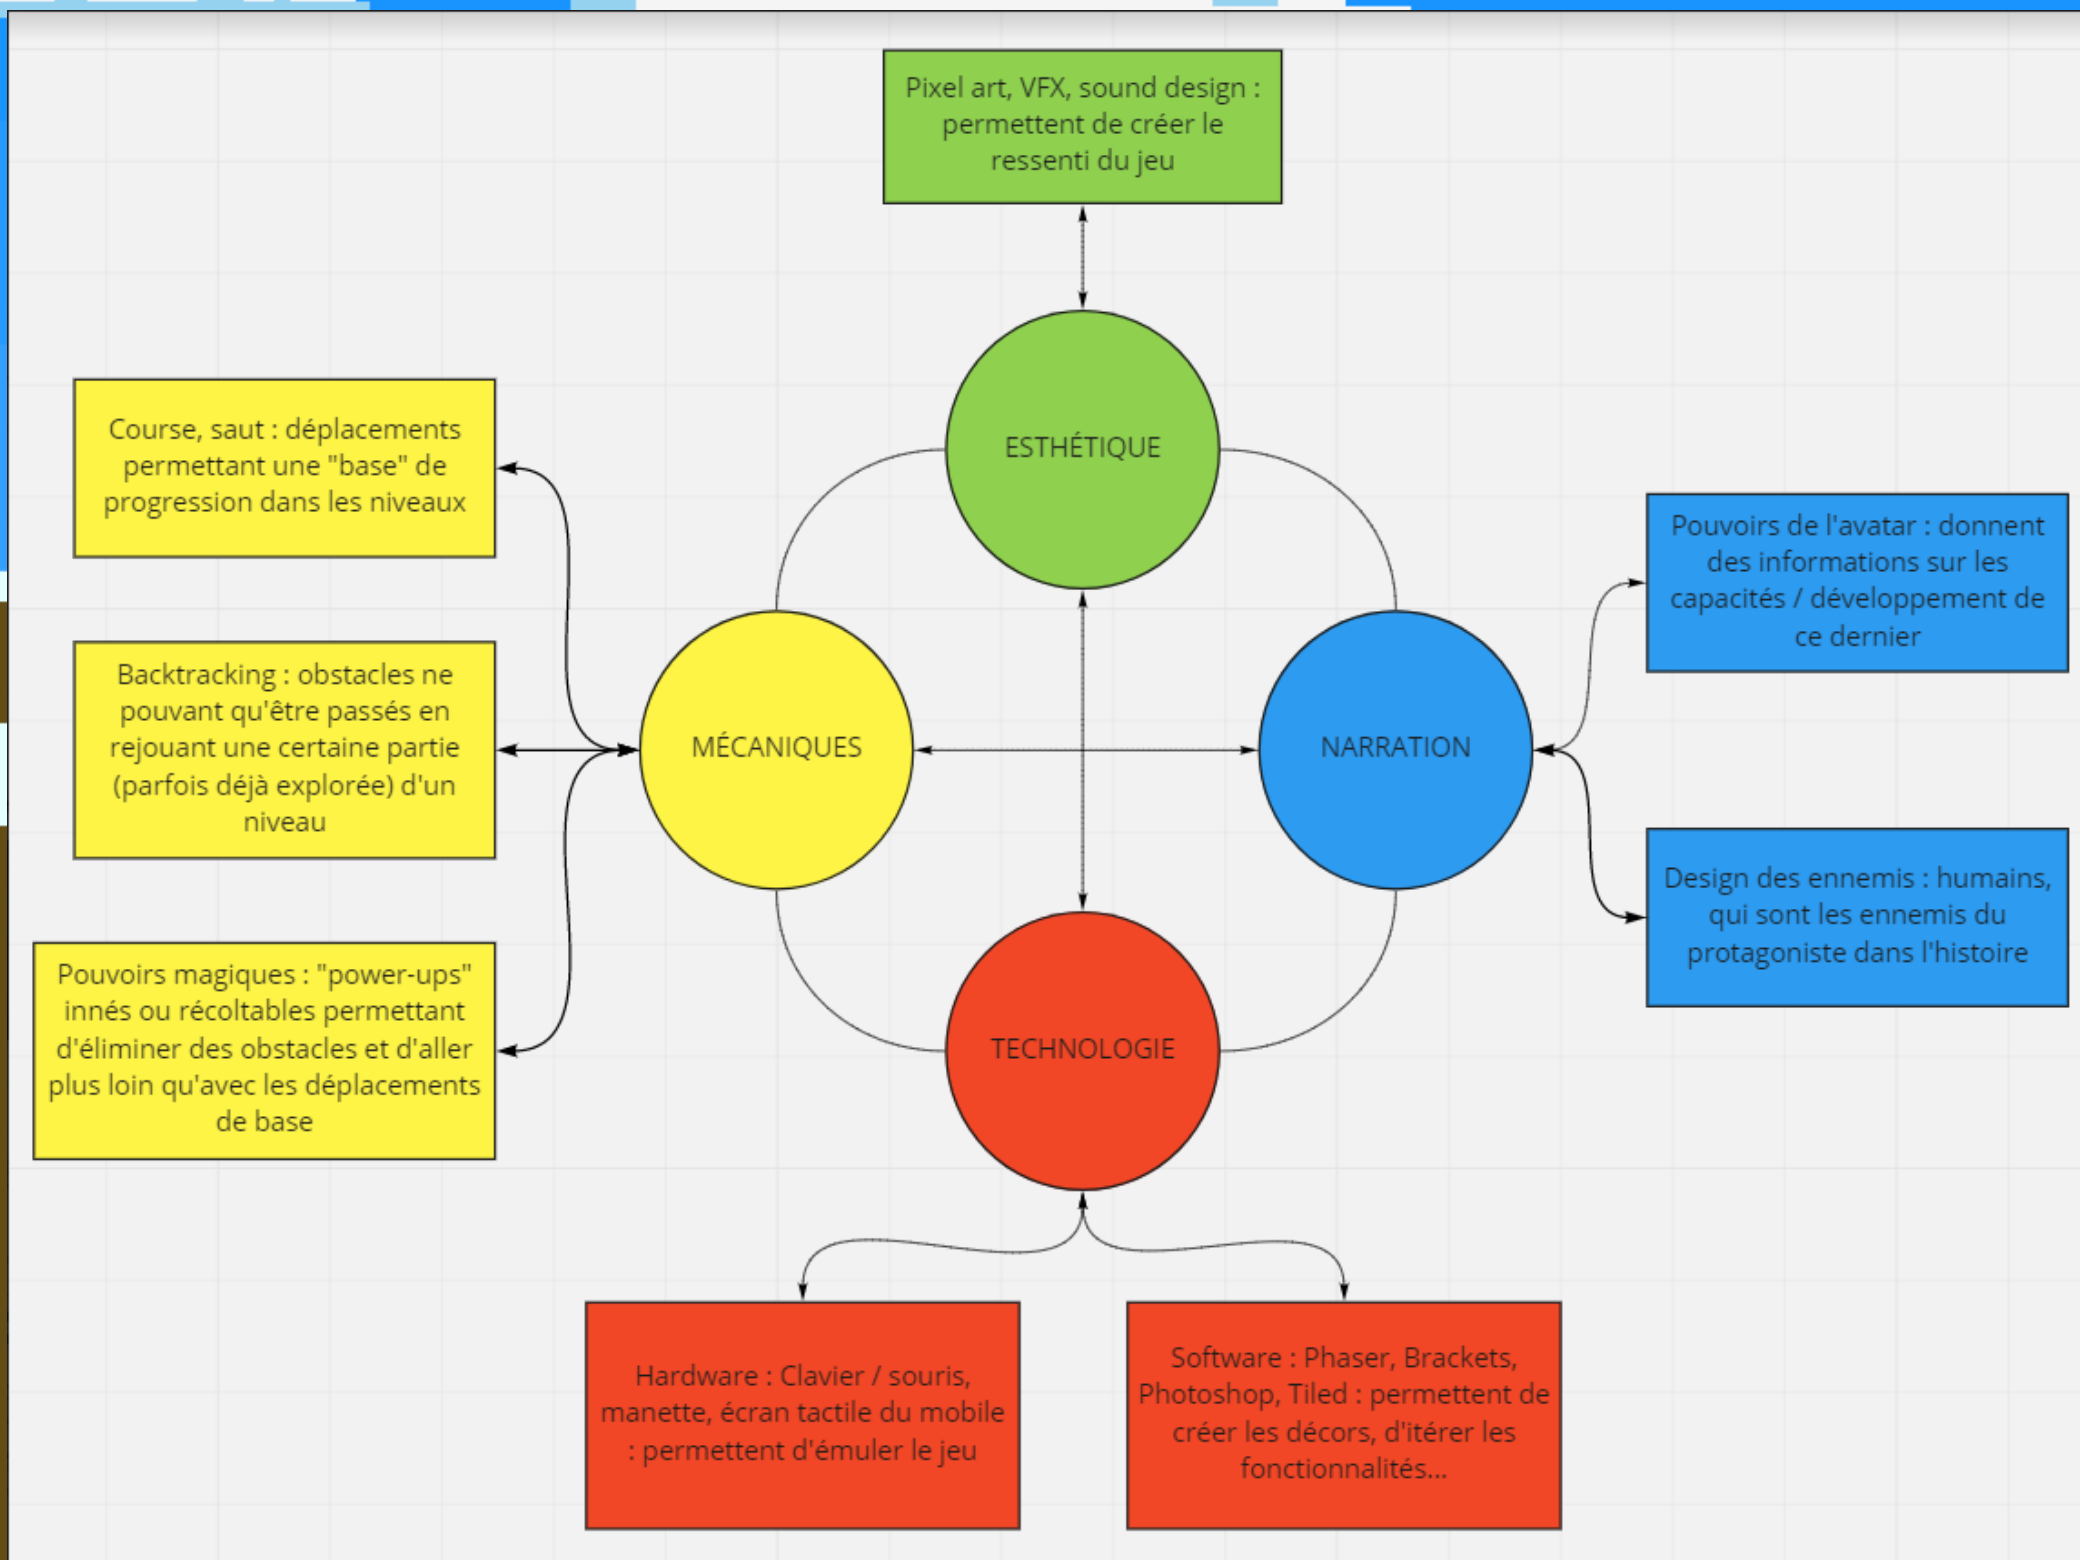 Pixel art, VFX, sound design :
permettent de créer le
ressenti du jeu
ESTHÉTIQUE
Course, saut : déplacements
permettant une "base" de
progression dans les niveaux
Backtracking : obstacles ne
pouvant qu'être passés en
rejouant une certaine partie
(parfois déjà explorée) d'un
niveau
Pouvoirs magiques : "power-ups"
innés ou récoltables permettant
d'éliminer des obstacles et d'aller
plus loin qu'avec les déplacements
de base
MÉCANIQUES
NARRATION
Pouvoirs de l'avatar : donnent
des informations sur les
capacités / développement de
ce dernier
Design des ennemis : humains,
qui sont les ennemis du
protagoniste dans l'histoire
TECHNOLOGIE
Hardware : Clavier / souris,
manette, écran tactile du mobile
: permettent d'émuler le jeu
Software : Phaser, Brackets,
Photoshop, Tiled : permettent de
créer les décors, d'itérer les
fonctionnalités...